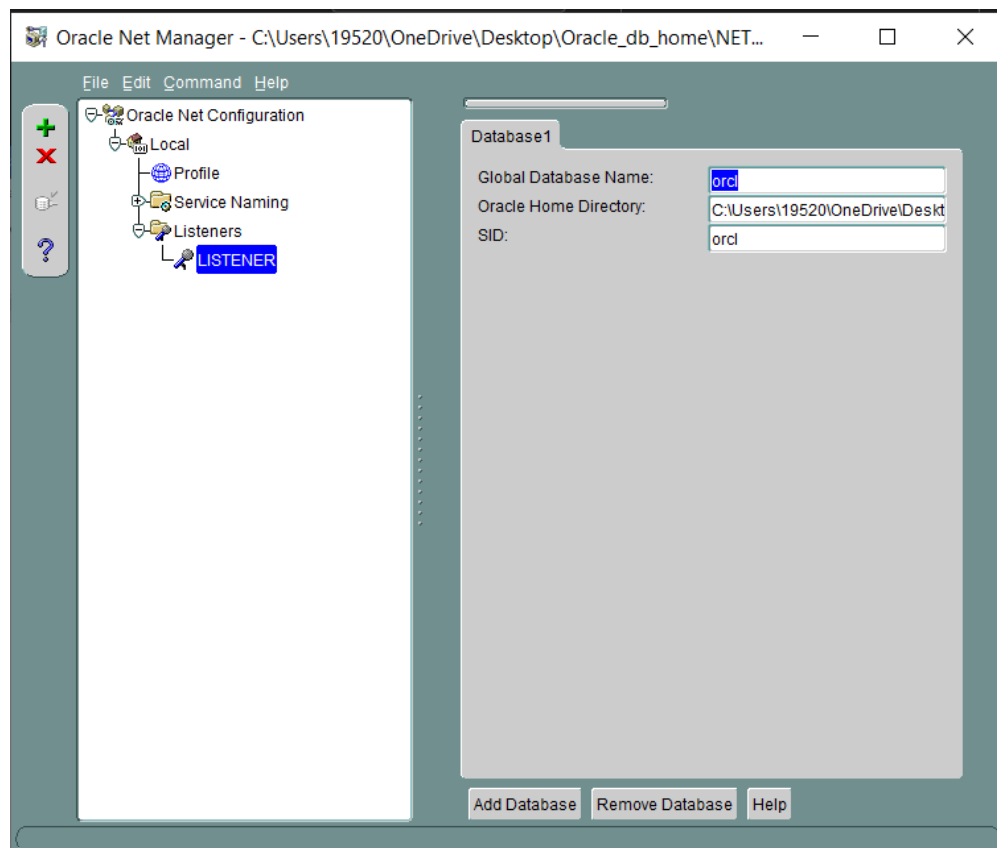 Oracle Net Manager - C:\Users\19520\OneDrive\Desktop\Oracle_db_home\NET...
File Edit Command Help
Oracle Net Configuration
Local
Profile
Service Naming
Listeners
LISTENER
Database1
Global Database Name: orcl
Oracle Home Directory: C:\Users\19520\OneDrive\Deskt
SID: orcl
Add Database Remove Database Help